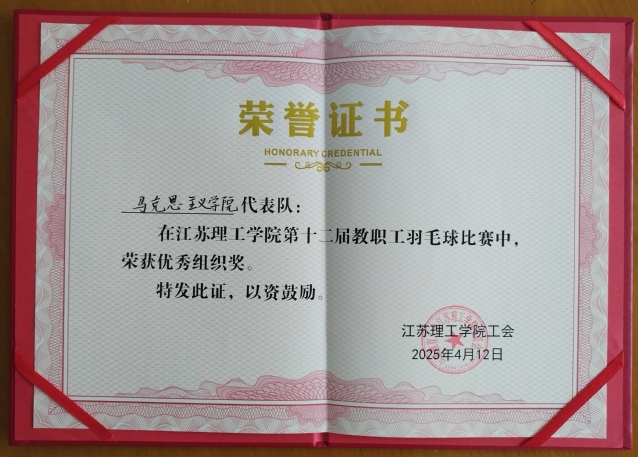 荣誉证书
HONORARY CREDENTIAL
马克思主义学院代表队：
在江苏理工学院第十二届教职工羽毛球比赛中，
荣获优秀组织奖。
特发此证，以资鼓励。
江苏理工学院工会
2025年4月12日